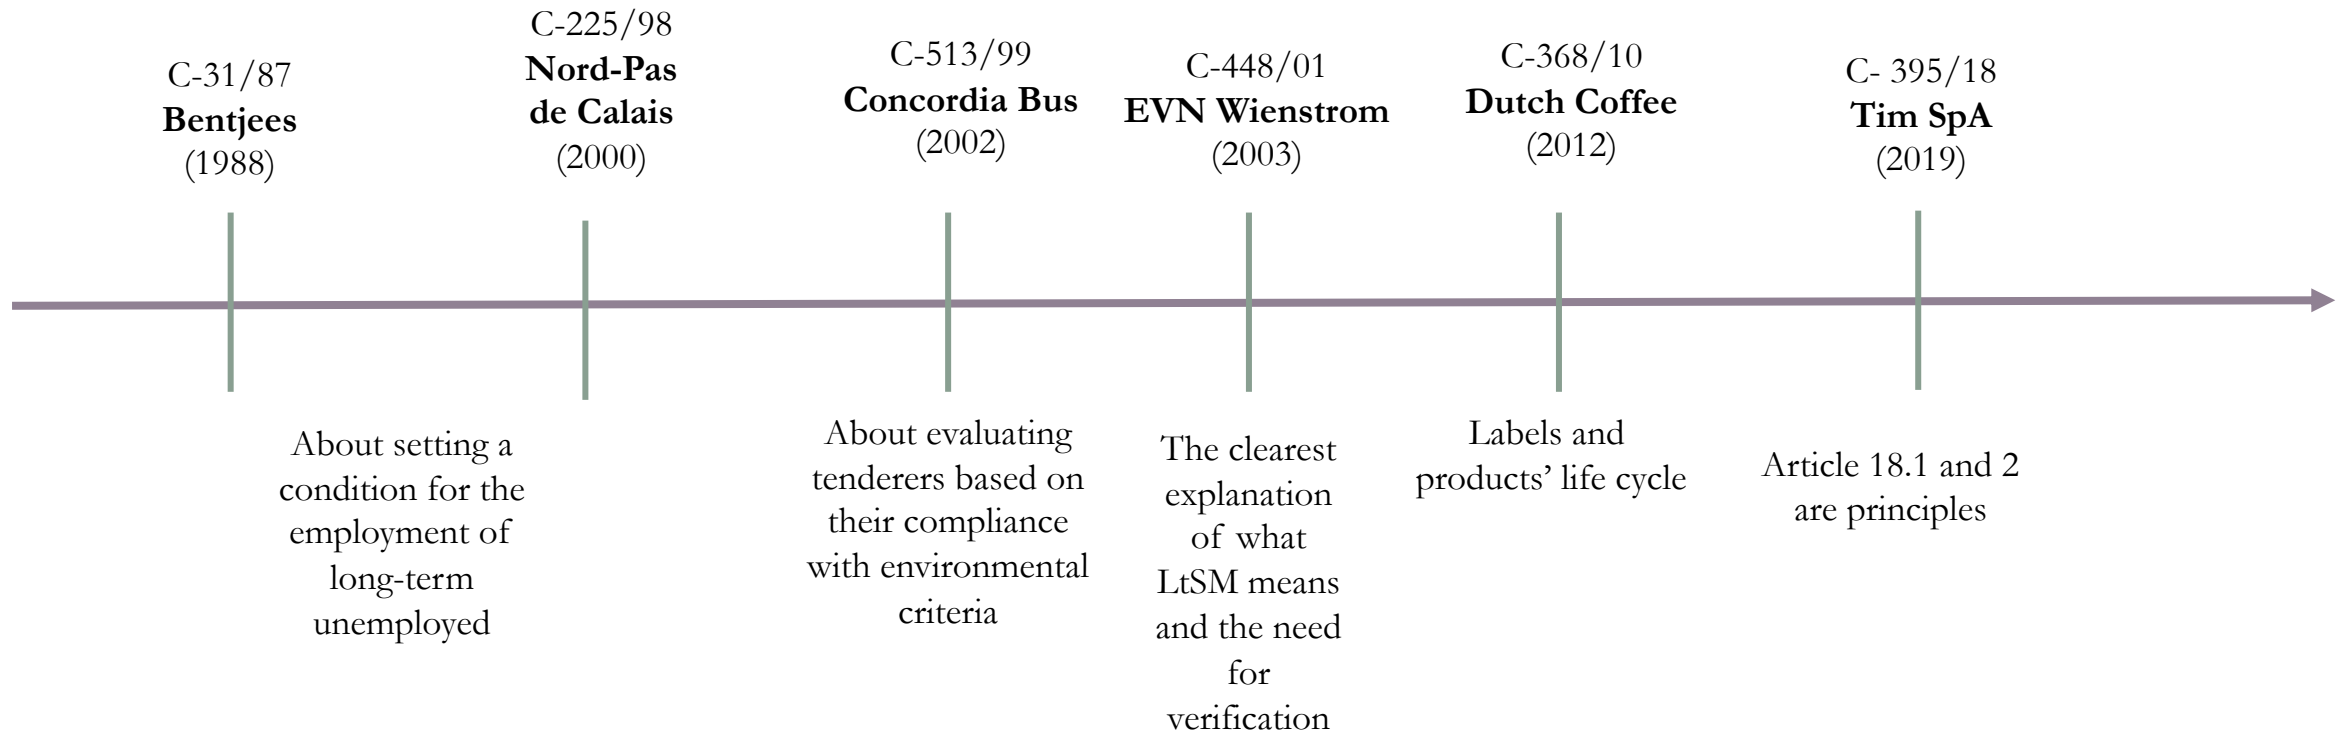 C-31/87
Bentjees
(1988)
C-225/98
Nord-Pas
de Calais
(2000)
C-513/99
Concordia Bus
(2002)
C-448/01
EVN Wienstrom
(2003)
C-368/10
Dutch Coffee
(2012)
C- 395/18
Tim SpA
(2019)
About setting a
condition for the
employment of
long-term
unemployed
About evaluating
tenderers based on
their compliance
with environmental
criteria
The clearest
explanation
of what
LtSM means
and the need
for
verification
Labels and
products’ life cycle
Article 18.1 and 2
are principles